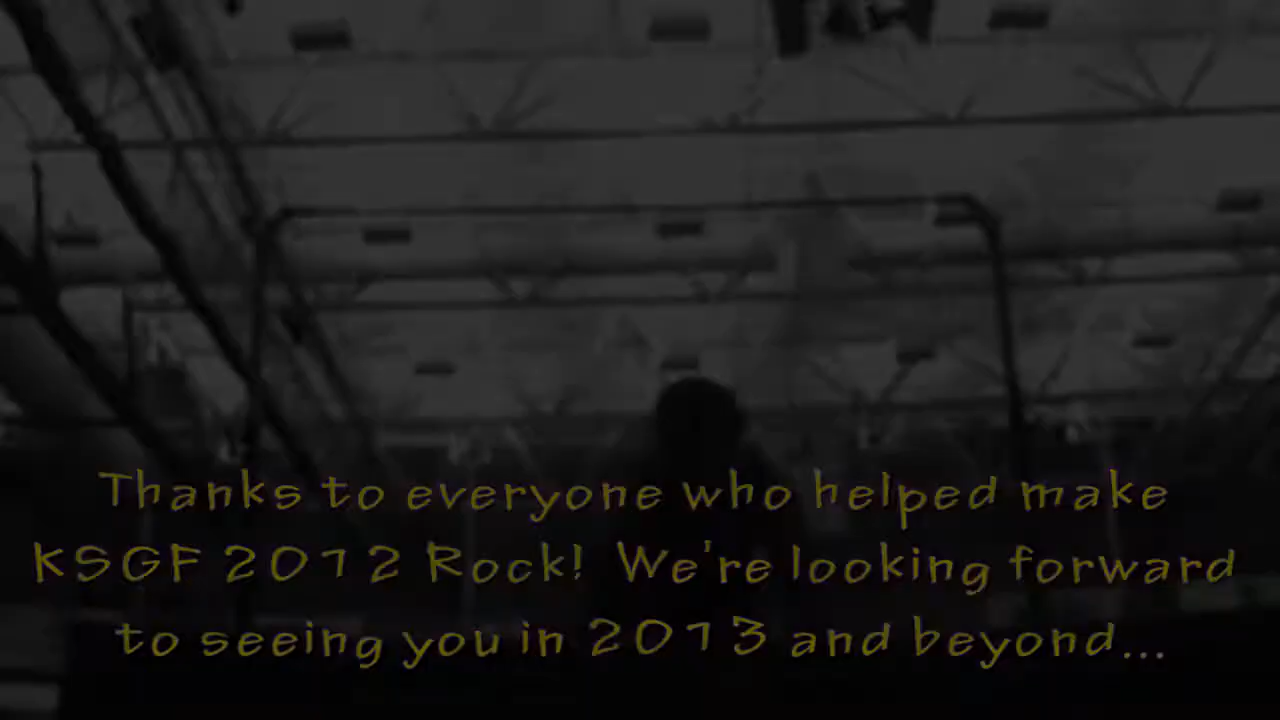 Thanks to everyone who helped make
KSGF 2012 Rock! We're looking forward
to seeing you in 2013 and beyond...